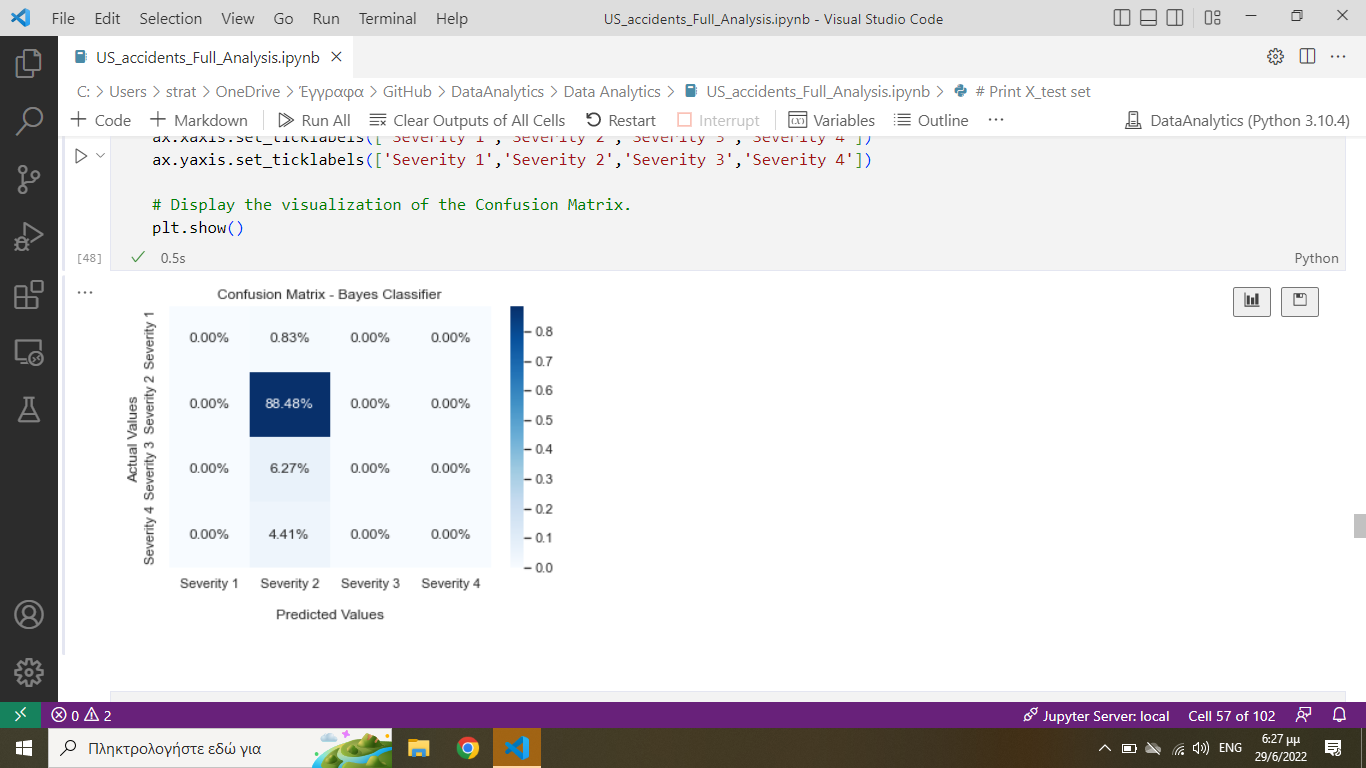 File Edit Selection View Go Run Terminal Help US_accidents_Full_Analysis.ipynb - Visual Studio Code
US_accidents_Full_Analysis.ipynb
C: > Users > strat > OneDrive > Έγγραφα > GitHub > DataAnalytics > Data Analytics > US_accidents_Full_Analysis.ipynb > # Print X_test set
+ Code + Markdown Run All Clear Outputs of All Cells Restart Interrupt Variables Outline ... DataAnalytics (Python 3.10.4)
ax.xaxis.set_ticklabels(['Severity 1','Severity 2','Severity 3','Severity 4'])
ax.yaxis.set_ticklabels(['Severity 1','Severity 2','Severity 3','Severity 4'])
# Display the visualization of the Confusion Matrix.
plt.show()
[48] 0.5s Python
...
Confusion Matrix - Bayes Classifier
Actual Values
Severity 1 0.00% 0.83% 0.00% 0.00%
Severity 2 0.00% 88.48% 0.00% 0.00%
Severity 3 0.00% 6.27% 0.00% 0.00%
Severity 4 0.00% 4.41% 0.00% 0.00%
Severity 1 Severity 2 Severity 3 Severity 4
Predicted Values
0.8
0.7
0.6
0.5
0.4
0.3
0.2
0.1
0.0
0 2 Jupyter Server: local Cell 57 of 102
Πληκτρολογήστε εδώ για ENG 6:27 μμ
29/6/2022